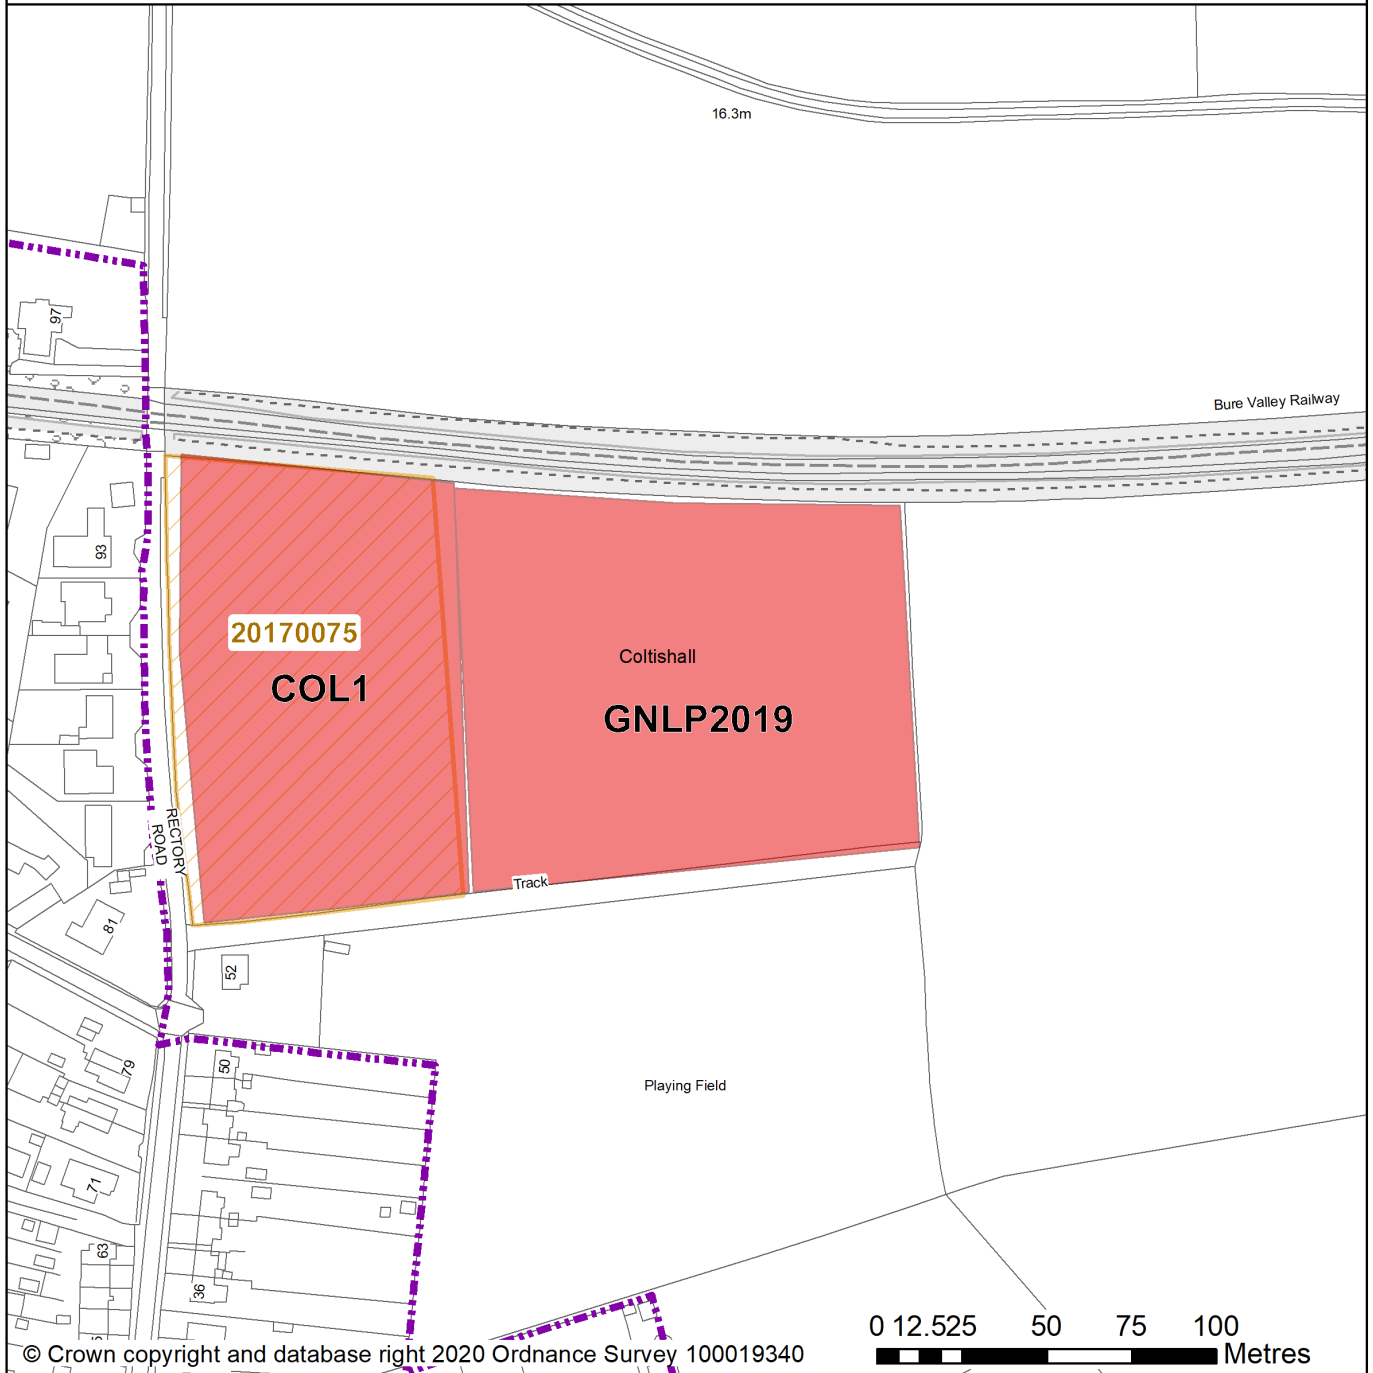 16.3m
97
Bure Valley Railway
93
20170075
COL1
Coltishall
GNLP2019
RECTORY
ROAD
Track
81
52
79
50
Playing Field
71
63
36
0 12.525 50 75 100
Metres
© Crown copyright and database right 2020 Ordnance Survey 100019340